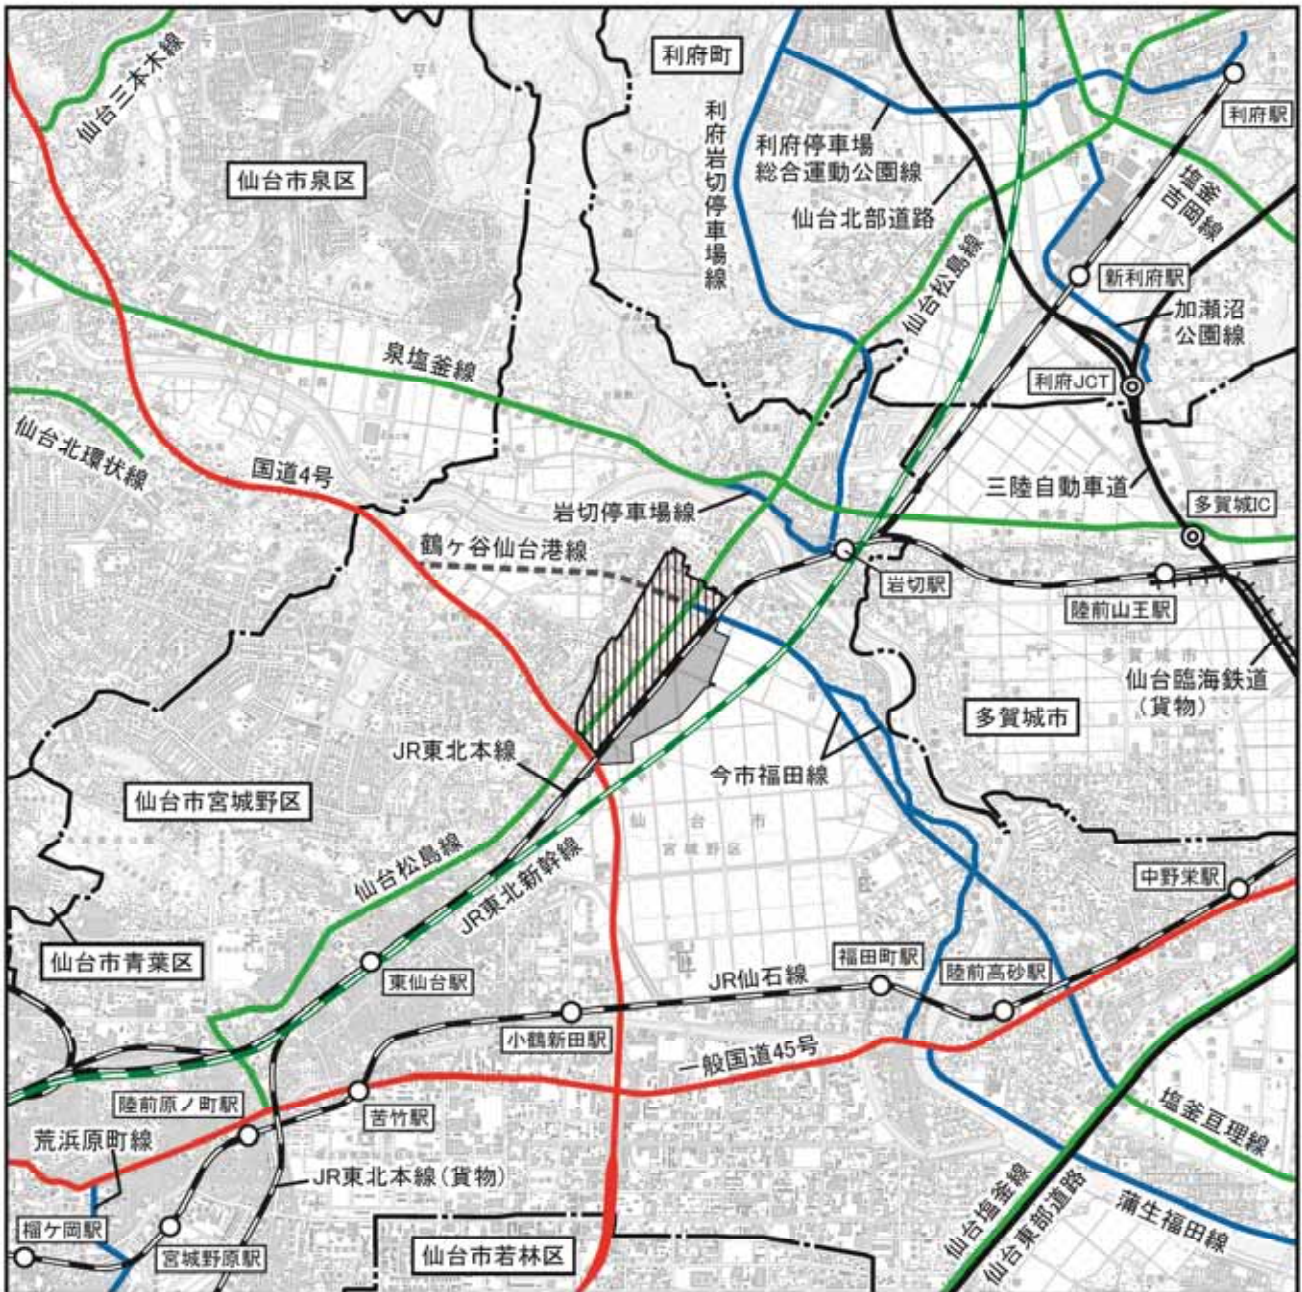 仙台三本木線
利府町
利府駅
利府岩切停車場線
利府停車場
総合運動公園線
仙台市泉区
塩釜
吉岡線
仙台北部道路
仙台松島線
新利府駅
加瀬沼
公園線
泉塩釜線
利府JCT
仙台北環状線
国道4号
三陸自動車道
多賀城IC
岩切停車場線
鶴ヶ谷仙台港線
岩切駅
陸前山王駅
多賀城市
仙台臨海鉄道
(貨物)
多賀城市
JR東北本線
今市福田線
仙台市宮城野区
仙台市
宮城野区
仙台松島線
JR東北新幹線
中野栄駅
仙台市青葉区
東仙台駅
福田町駅
陸前高砂駅
JR仙石線
小鶴新田駅
一般国道45号
陸前原ノ町駅
苦竹駅
塩釜亘理線
荒浜原町線
JR東北本線(貨物)
仙台塩釜線
仙台東部道路
蒲生福田線
榴ケ岡駅
宮城野原駅
仙台市若林区